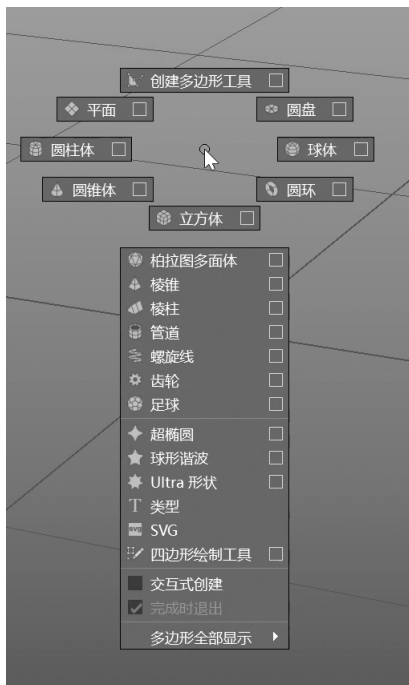 创建多边形工具
平面
圆盘
圆柱体
球体
圆锥体
圆环
立方体
柏拉图多面体
棱锥
棱柱
管道
螺旋线
齿轮
足球
超椭圆
球形谐波
Ultra 形状
类型
SVG
四边形绘制工具
交互式创建
完成时退出
多边形全部显示